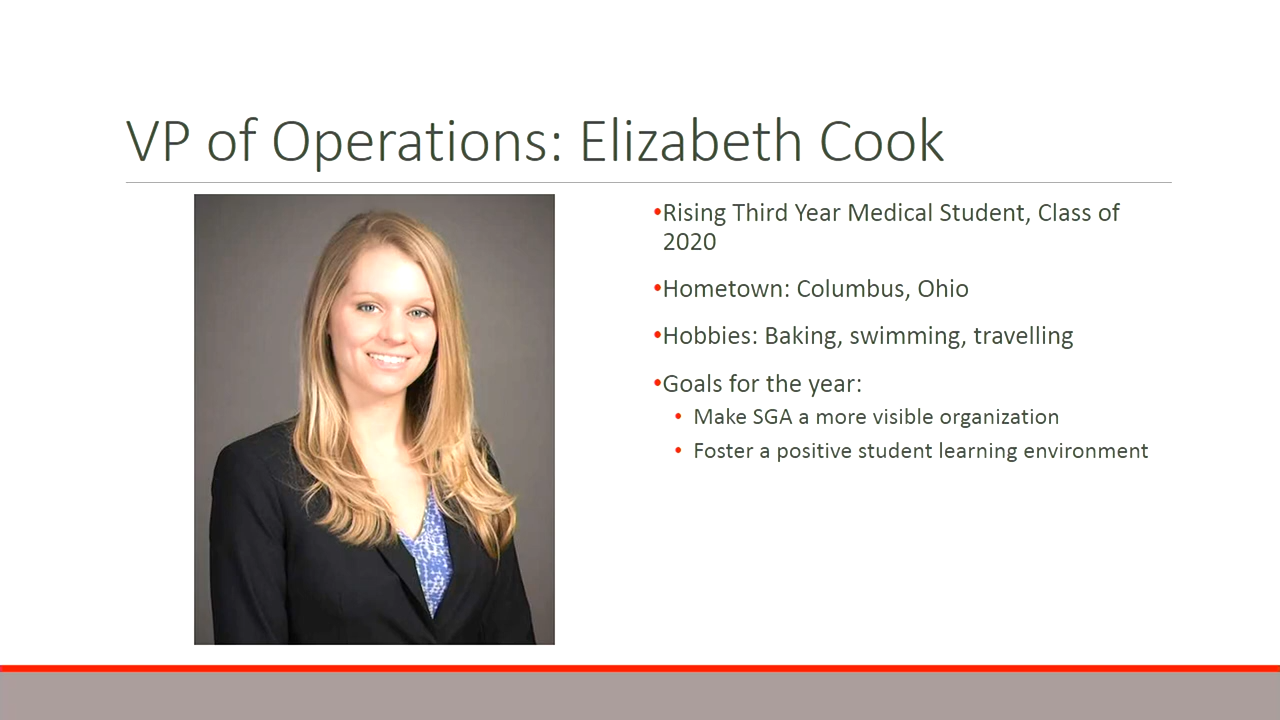 VP of Operations: Elizabeth Cook
•Rising Third Year Medical Student, Class of
2020
•Hometown: Columbus, Ohio
•Hobbies: Baking, swimming, travelling
•Goals for the year:
• Make SGA a more visible organization
• Foster a positive student learning environment